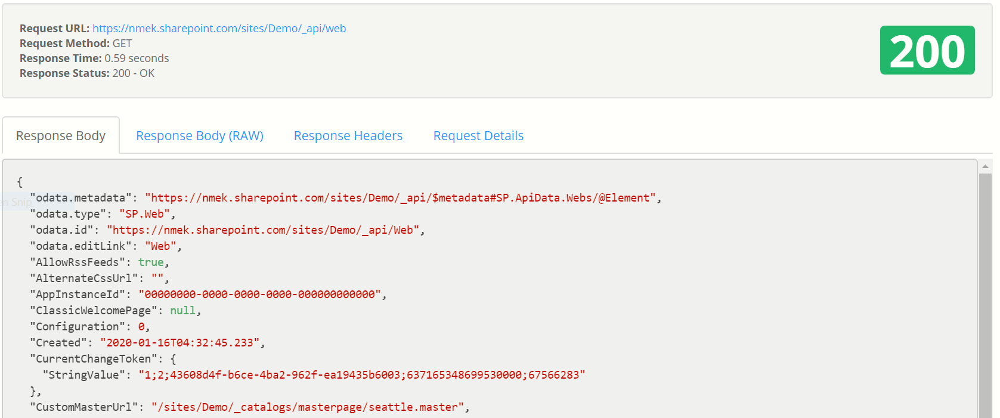 Request URL: https://nmek.sharepoint.com/sites/Demo/_api/web
Request Method: GET
Response Time: 0.59 seconds
Response Status: 200 - OK
200
Response Body
Response Body (RAW)
Response Headers
Request Details
{
"odata.metadata": "https://nmek.sharepoint.com/sites/Demo/_api/$metadata#SP.ApiData.Webs/@Element",
en Snip
"odata.type": "SP.Web",
"odata.id": "https://nmek.sharepoint.com/sites/Demo/_api/Web",
"odata.editLink": "Web",
"AllowRssFeeds": true,
"AlternateCssUrl": "",
"AppInstanceId": "00000000-0000-0000-0000-000000000000",
"ClassicWelcomePage": null,
"Configuration": 0,
"Created": "2020-01-16T04:32:45.233",
"CurrentChangeToken": {
"StringValue": "1;2;43608d4f-b6ce-4ba2-962f-ea19435b6003;637165348699530000;67566283"
},
"CustomMasterUrl": "/sites/Demo/_catalogs/masterpage/seattle.master",